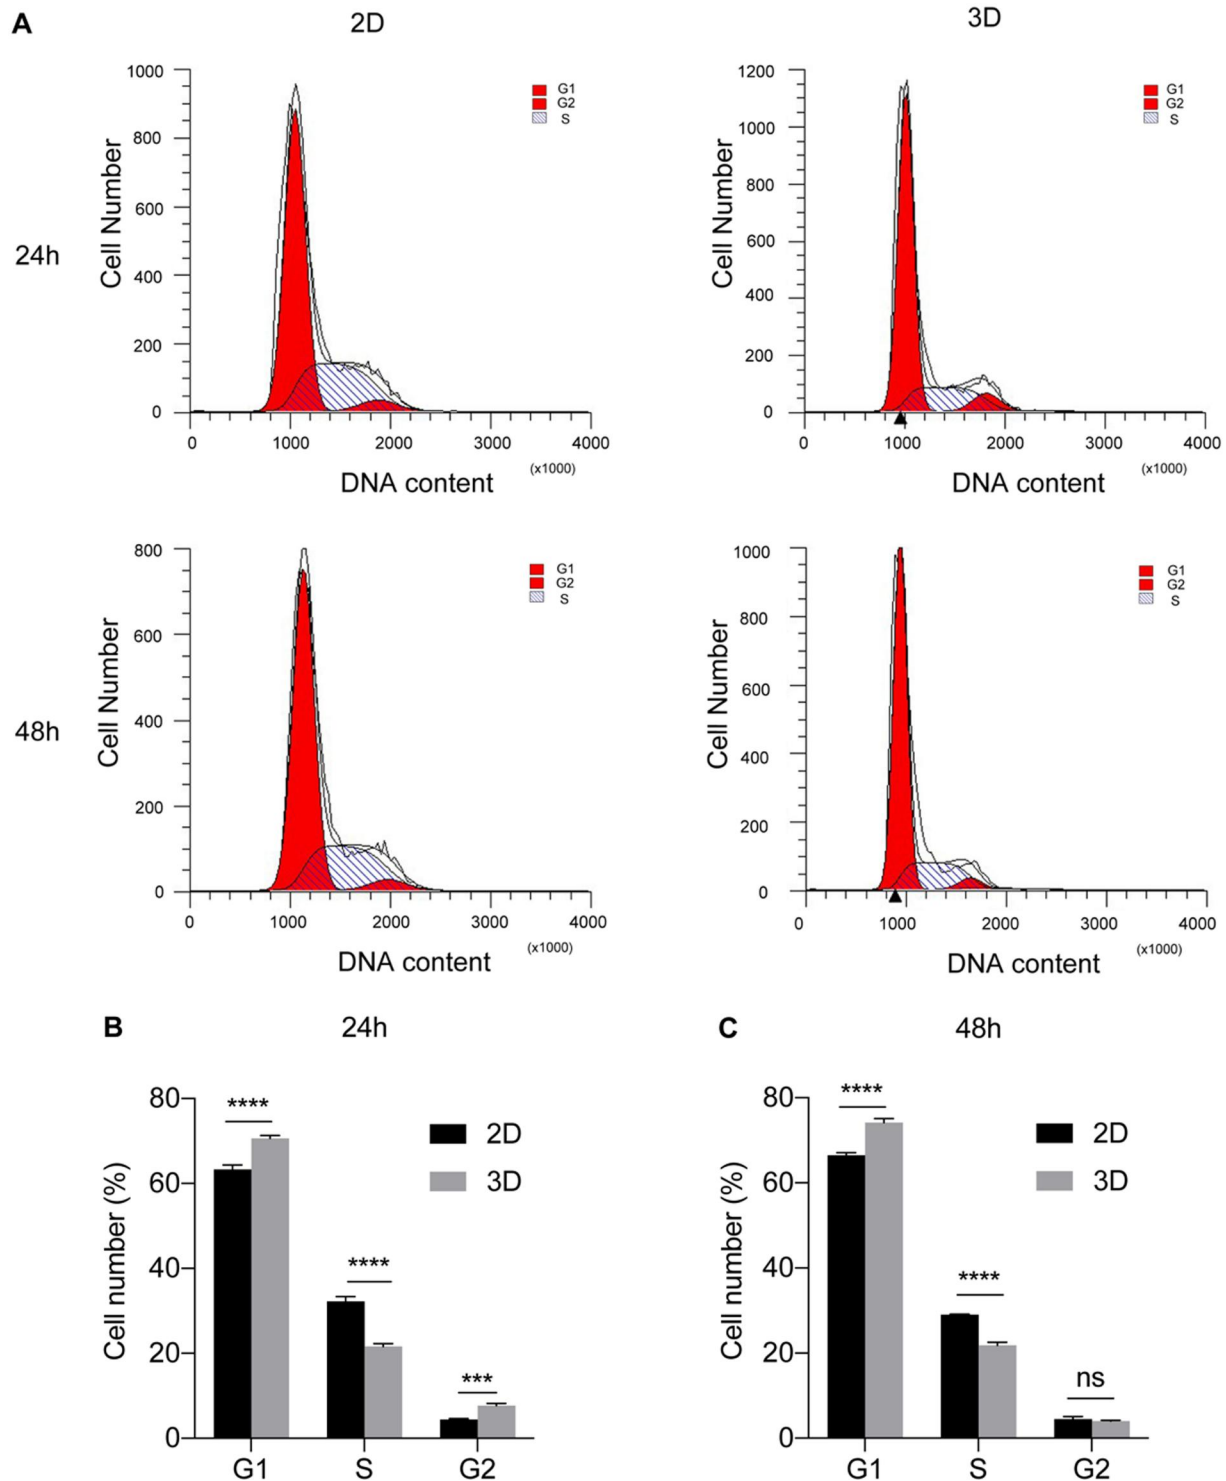 A
2D
3D
1000
800
600
400
200
0
Cell Number
G1
G2
S
0 1000 2000 3000 4000
(x1000)
DNA content
24h
1200
1000
800
600
400
200
0
Cell Number
G1
G2
S
0 1000 2000 3000 4000
(x1000)
DNA content
800
600
400
200
0
Cell Number
G1
G2
S
0 1000 2000 3000 4000
(x1000)
DNA content
48h
1000
800
600
400
200
0
Cell Number
G1
G2
S
0 1000 2000 3000 4000
(x1000)
DNA content
B
24h
80
60
40
20
0
Cell number (%)
****
****
***
2D
3D
G1 S G2
C
48h
80
60
40
20
0
Cell number (%)
****
****
ns
2D
3D
G1 S G2